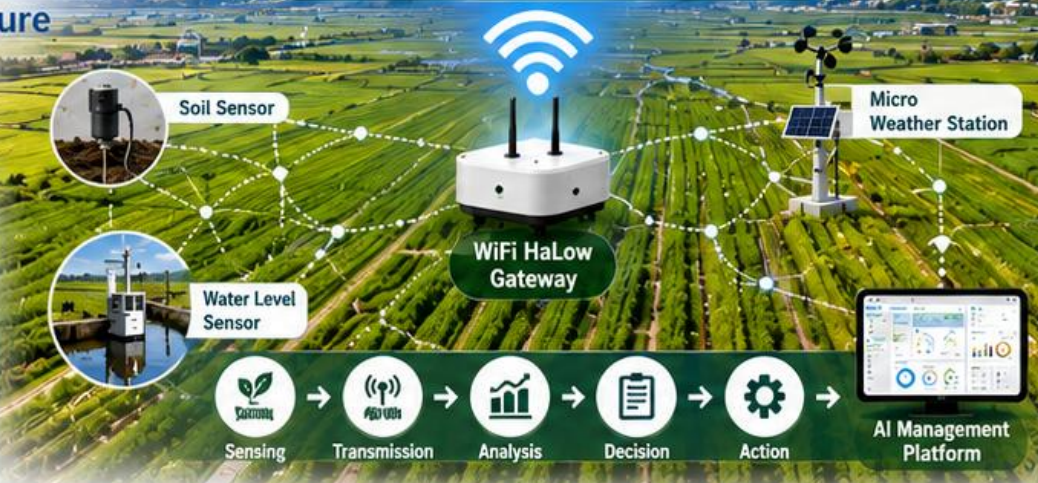 ure
Soil Sensor
Micro
Weather Station
WiFi HaLow
Gateway
Water Level
Sensor
Sensing
Transmission
Analysis
Decision
Action
AI Management
Platform